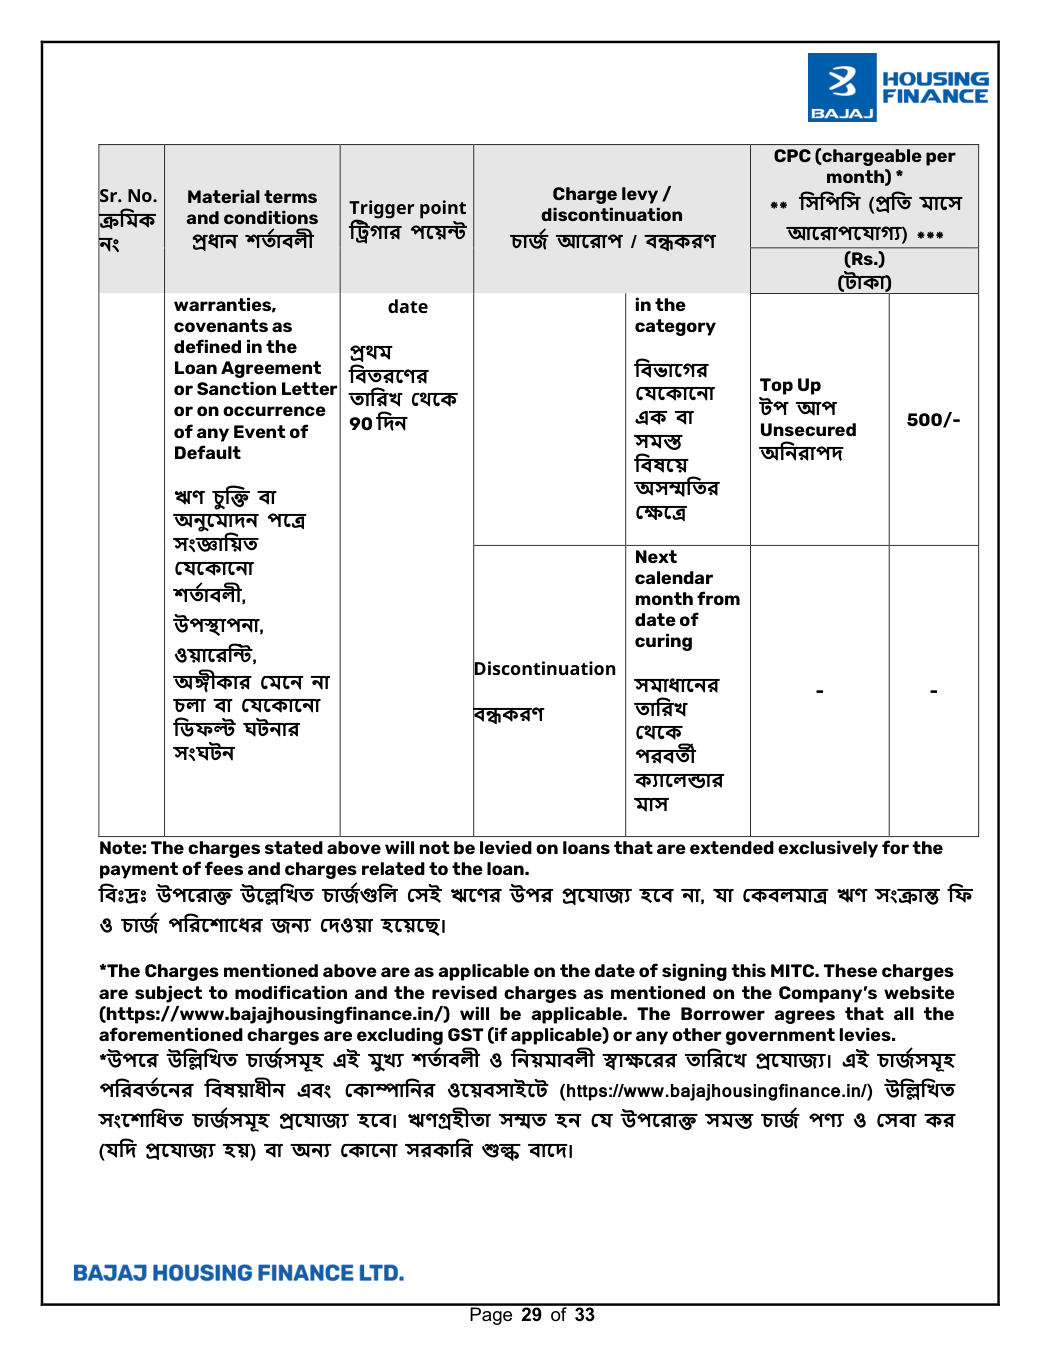 BAJAJ
HOUSING
FINANCE
Sr. No.
ক্রমিক
নং
Material terms
and conditions
প্রধান শর্তাবলী
Trigger point
ট্রিগার পয়েন্ট
Charge levy /
discontinuation
চার্জ আরোপ / বন্ধকরণ
CPC (chargeable per
month) *
** সিপিসি (প্রতি মাসে
আরোপযোগ্য) ***
(Rs.)
(টাকা)
warranties,
covenants as
defined in the
Loan Agreement
or Sanction Letter
or on occurrence
of any Event of
Default
ঋণ চুক্তি বা
অনুমোদন পত্রে
সংজ্ঞায়িত
যেকোনো
শর্তাবলী,
উপস্থাপনা,
ওয়ারেন্টি,
অঙ্গীকার মেনে না
চলা বা যেকোনো
ডিফল্ট ঘটনার
সংঘটন
date
প্রথম
বিতরণের
তারিখ থেকে
90 দিন
in the
category
বিভাগের
যেকোনো
এক বা
সমস্ত
বিষয়ে
অসম্মতির
ক্ষেত্রে
Top Up
টপ আপ
Unsecured
অনিরাপদ
500/-
Discontinuation
বন্ধকরণ
Next
calendar
month from
date of
curing
সমাধানের
তারিখ
থেকে
পরবর্তী
ক্যালেন্ডার
মাস
-
-
Note: The charges stated above will not be levied on loans that are extended exclusively for the
payment of fees and charges related to the loan.
বিঃদ্রঃ উপরোক্ত উল্লেখিত চার্জগুলি সেই ঋণের উপর প্রযোজ্য হবে না, যা কেবলমাত্র ঋণ সংক্রান্ত ফি
ও চার্জ পরিশোধের জন্য দেওয়া হয়েছে।
*The Charges mentioned above are as applicable on the date of signing this MITC. These charges
are subject to modification and the revised charges as mentioned on the Company’s website
(https://www.bajajhousingfinance.in/) will be applicable. The Borrower agrees that all the
aforementioned charges are excluding GST (if applicable) or any other government levies.
*উপরে উল্লিখিত চার্জসমূহ এই মুখ্য শর্তাবলী ও নিয়মাবলী স্বাক্ষরের তারিখে প্রযোজ্য। এই চার্জসমূহ
পরিবর্তনের বিষয়াধীন এবং কোম্পানির ওয়েবসাইটে (https://www.bajajhousingfinance.in/) উল্লিখিত
সংশোধিত চার্জসমূহ প্রযোজ্য হবে। ঋণগ্রহীতা সম্মত হন যে উপরোক্ত সমস্ত চার্জ পণ্য ও সেবা কর
(যদি প্রযোজ্য হয়) বা অন্য কোনো সরকারি শুল্ক বাদে।
BAJAJ HOUSING FINANCE LTD.
Page 29 of 33